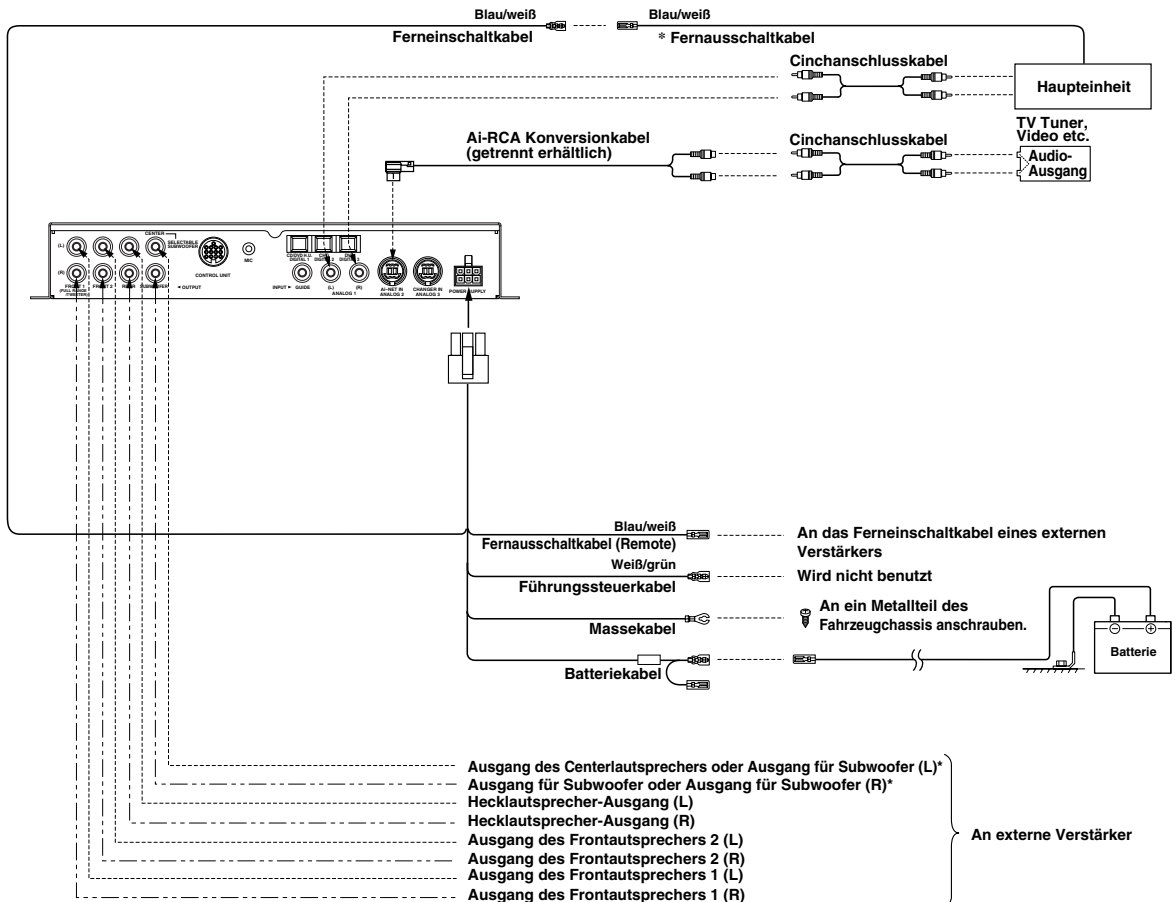 Blau/weiß
Blau/weiß
Ferneinschaltkabel
* Fernausschaltkabel
Cinchanschlusskabel
Haupteinheit
TV Tuner,
Video etc.
Ai-RCA Konversionkabel
(getrennt erhältlich)
Cinchanschlusskabel
Audio-
Ausgang
CENTER
SELECTABLE
SUBWOOFER
(L)
(R)
CONTROL UNIT
MIC
CD/DVD H.U.
DIGITAL 1
DIGITAL 2
DIGITAL 3
FRONT 1
(FULL RANGE
/TWEETER)
FRONT 2
REAR
SUBWOOFER
◄ OUTPUT
INPUT ► GUIDE
(L)
(R)
ANALOG 1
Ai-NET IN
ANALOG 2
CHANGER IN
ANALOG 3
POWER SUPPLY
Blau/weiß
Fernausschaltkabel (Remote)
An das Ferneinschaltkabel eines externen
Verstärkers
Weiß/grün
Führungssteuerkabel
Wird nicht benutzt
Massekabel
An ein Metallteil des
Fahrzeugchassis anschrauben.
Batteriekabel
Batterie
Ausgang des Centerlautsprechers oder Ausgang für Subwoofer (L)*
Ausgang für Subwoofer oder Ausgang für Subwoofer (R)*
Hecklautsprecher-Ausgang (L)
Hecklautsprecher-Ausgang (R)
Ausgang des Frontautsprechers 2 (L)
Ausgang des Frontautsprechers 2 (R)
Ausgang des Frontautsprechers 1 (L)
Ausgang des Frontautsprechers 1 (R)
An externe Verstärker